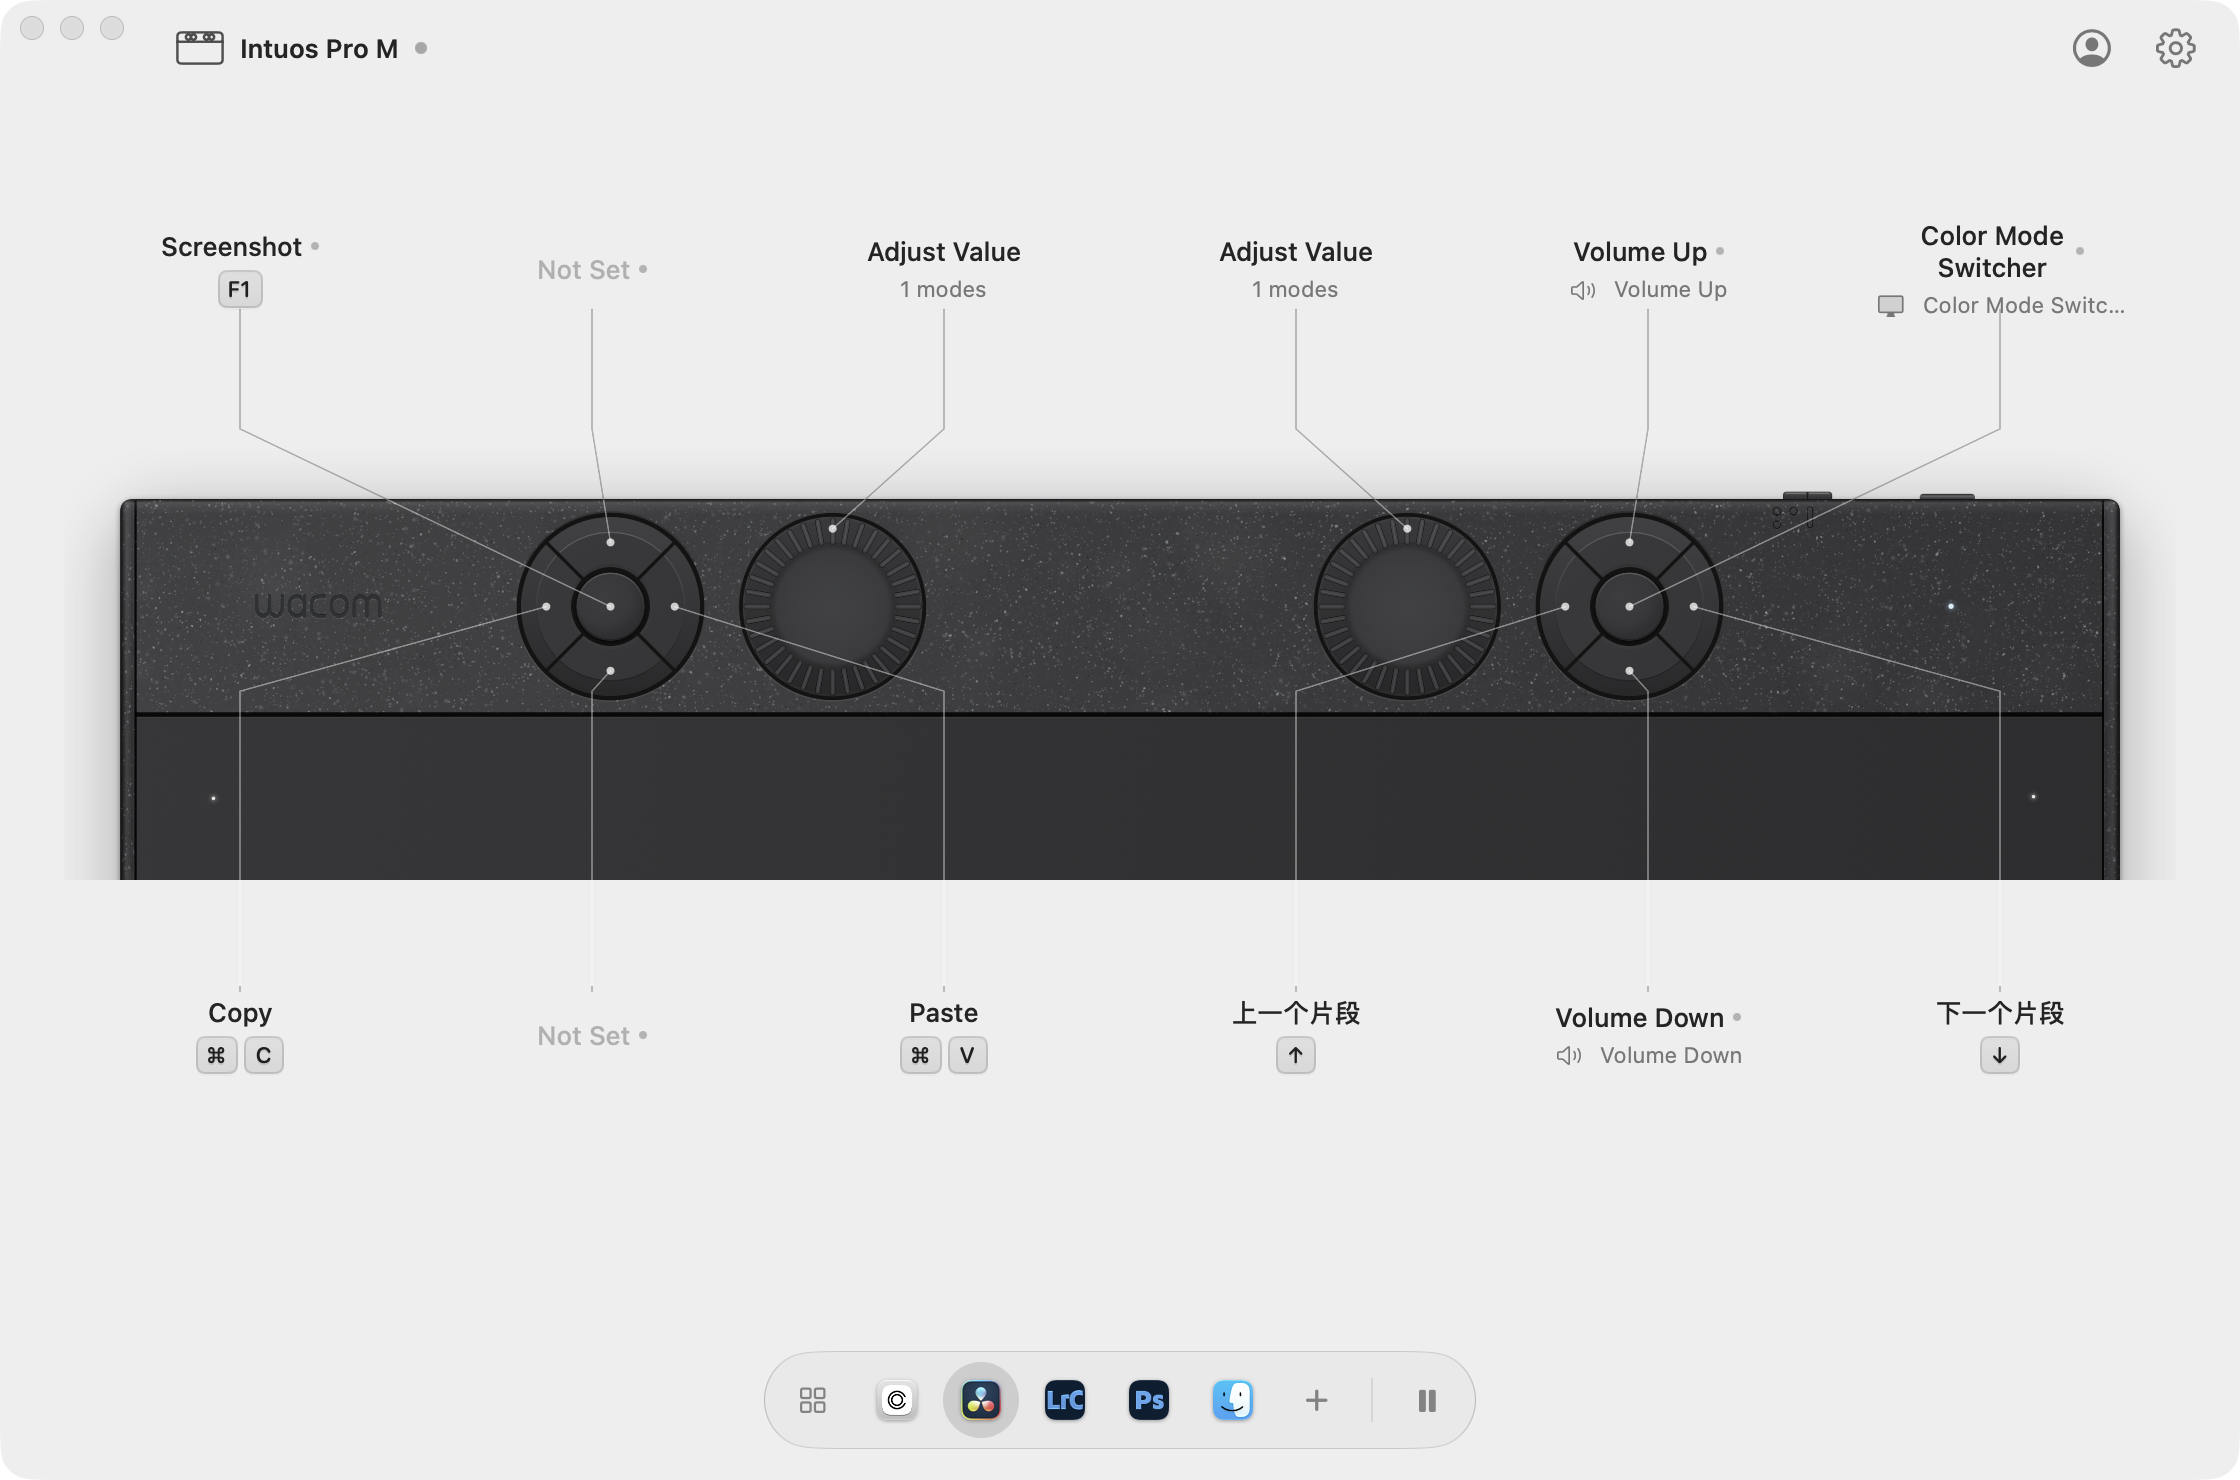 Intuos Pro M
Screenshot
F1
Not Set
Adjust Value
1 modes
Adjust Value
1 modes
Volume Up
Volume Up
Color Mode
Switcher
Color Mode Switc...
wacom
Copy
⌘ C
Not Set
Paste
⌘ V
上一个片段
↑
Volume Down
Volume Down
下一个片段
↓
LrC
Ps